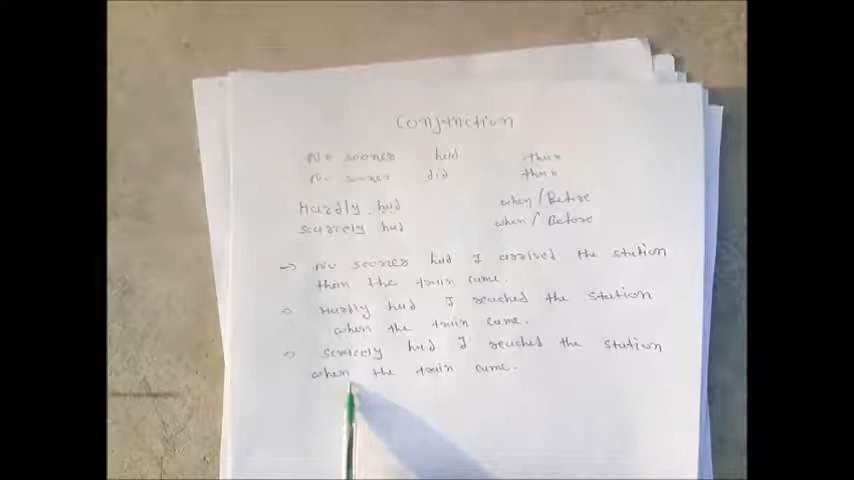 Conjunction
No sooner had than
No sooner did than
Hardly had when / Before
scarcely had when / Before
→ No sooner had I arrived the station
than the train came.
→ Hardly had I reached the station
when the train came.
→ Scracely had I reached the station
when the train came.